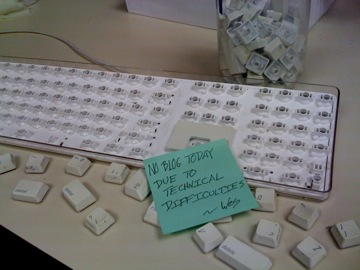 NO BLOG TODAY
DUE TO
TECHNICAL
DIFFICULTIES
~ Wes